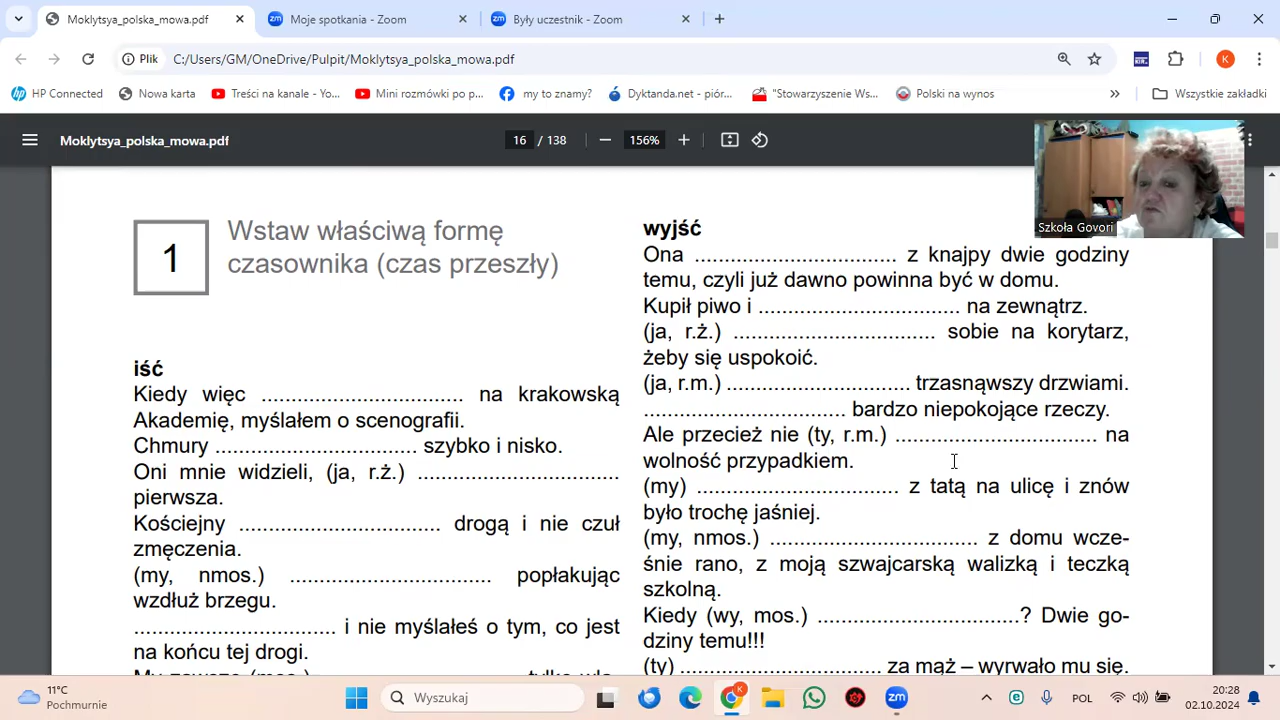 Moklytsya_polska_mowa.pdf
Moje spotkania - Zoom
Były uczestnik - Zoom
Plik
C:/Users/GM/OneDrive/Pulpit/Moklytsya_polska_mowa.pdf
K
HP Connected
Nowa karta
Treści na kanale - Yo...
Mini rozmówki po p...
my to znamy?
Dykanda.net - piór...
"Stowarzyszenie Ws...
Polski na wynos
Wszystkie zakładki
Moklytsya_polska_mowa.pdf
16 / 138
156%
Szkoła Govori
1
Wstaw właściwą formę
czasownika (czas przeszły)
iść
Kiedy więc ................................. na krakowską
Akademię, myślałem o scenografii.
Chmury ................................. szybko i nisko.
Oni mnie widzieli, (ja, r.ż.) .................................
pierwsza.
Kościejny ................................. drogą i nie czuł
zmęczenia.
(my, nmos.) ................................. popłakując
wzdłuż brzegu.
................................. i nie myślałeś o tym, co jest
na końcu tej drogi.
wyjść
Ona ................................. z knajpy dwie godziny
temu, czyli już dawno powinna być w domu.
Kupił piwo i ................................. na zewnątrz.
(ja, r.ż.) ................................. sobie na korytarz,
żeby się uspokoić.
(ja, r.m.) .............................. trzasnąwszy drzwiami.
................................. bardzo niepokojące rzeczy.
Ale przecież nie (ty, r.m.) ................................. na
wolność przypadkiem.
(my) ................................. z tatą na ulicę i znów
było trochę jaśniej.
(my, nmos.) .................................. z domu wcze-
śnie rano, z moją szwajcarską walizką i teczką
szkolną.
Kiedy (wy, mos.) .................................? Dwie go-
dziny temu!!!
(ty) ................................. za mąż – wyrwało mu się.
11°C
Pochmurnie
Wyszukaj
K
zm
POL
20:28
02.10.2024